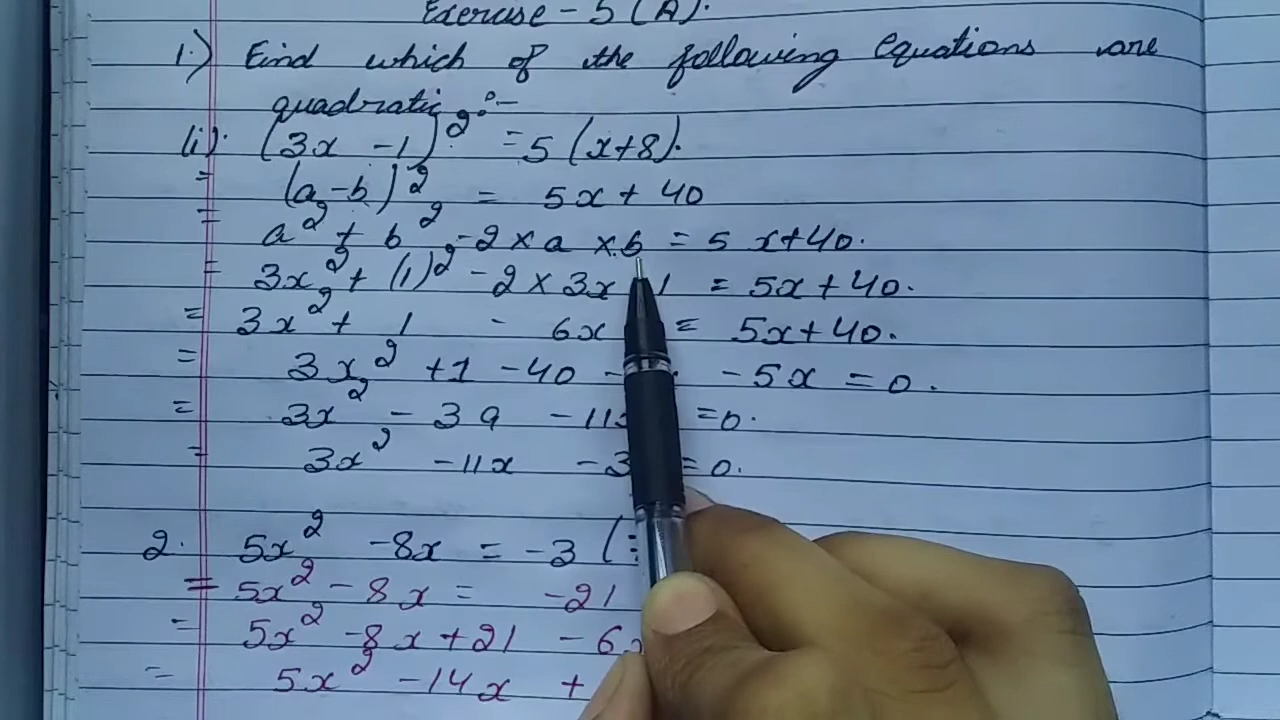 Exercise - 5 (A).
1.) Find which of the following equations are
quadratic :-
(i). (3x - 1)² = 5 (x+8).
= (a - b)² = 5x + 40
= a² + b² - 2 × a × b = 5x + 40.
= 3x² + (1)² - 2 × 3x 1 = 5x + 40.
= 3x² + 1 - 6x = 5x + 40.
= 3x² + 1 - 40 - - 5x = 0.
= 3x² - 39 - 11x = 0.
= 3x² - 11x - 3 = 0.
2. 5x² - 8x = -3 (
= 5x² - 8x = -21
= 5x² - 8x + 21 - 6x
= 5x² - 14x +